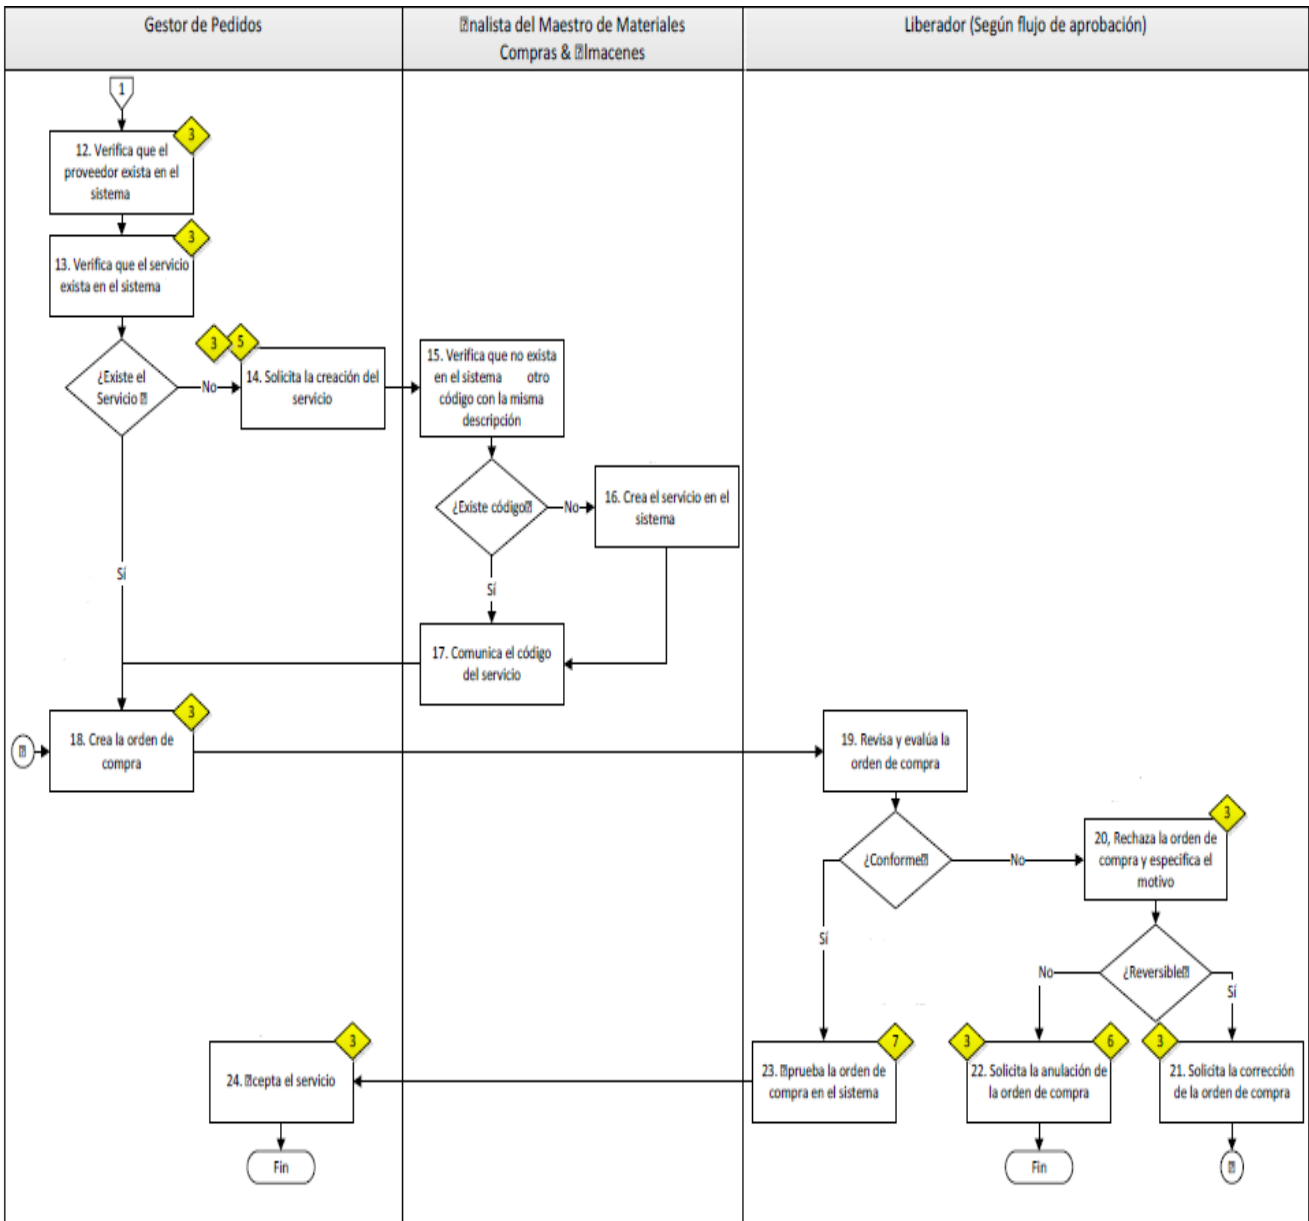 Gestor de Pedidos
�nalista del Maestro de Materiales
Compras & �lmacenes
Liberador (Según flujo de aprobación)
1
3
12. Verifica que el
proveedor exista en el
sistema
3
13. Verifica que el servicio
exista en el sistema
¿Existe el
Servicio �
No
3
5
14. Solicita la creación del
servicio
15. Verifica que no exista
en el sistema otro
código con la misma
descripción
¿Existe código�
No
16. Crea el servicio en el
sistema
Sí
Sí
17. Comunica el código
del servicio
3
�
18. Crea la orden de
compra
19. Revisa y evalúa la
orden de compra
¿Conforme�
No
3
20, Rechaza la orden de
compra y especifica el
motivo
Sí
¿Reversible�
No
Sí
3
24. �cepta el servicio
7
23. �prueba la orden de
compra en el sistema
3
6
22. Solicita la anulación de
la orden de compra
3
21. Solicita la corrección
de la orden de compra
Fin
Fin
�